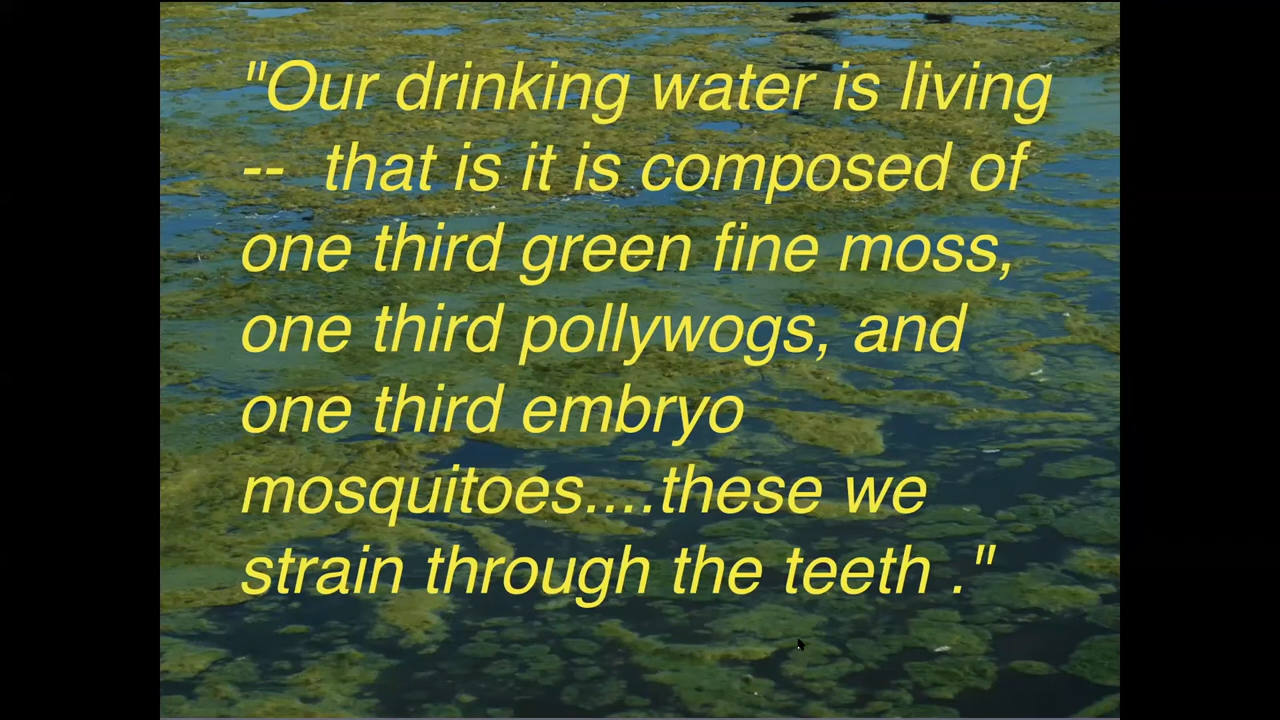 "Our drinking water is living
--  that is it is composed of
one third green fine moss,
one third pollywogs, and
one third embryo
mosquitoes....these we
strain through the teeth ."